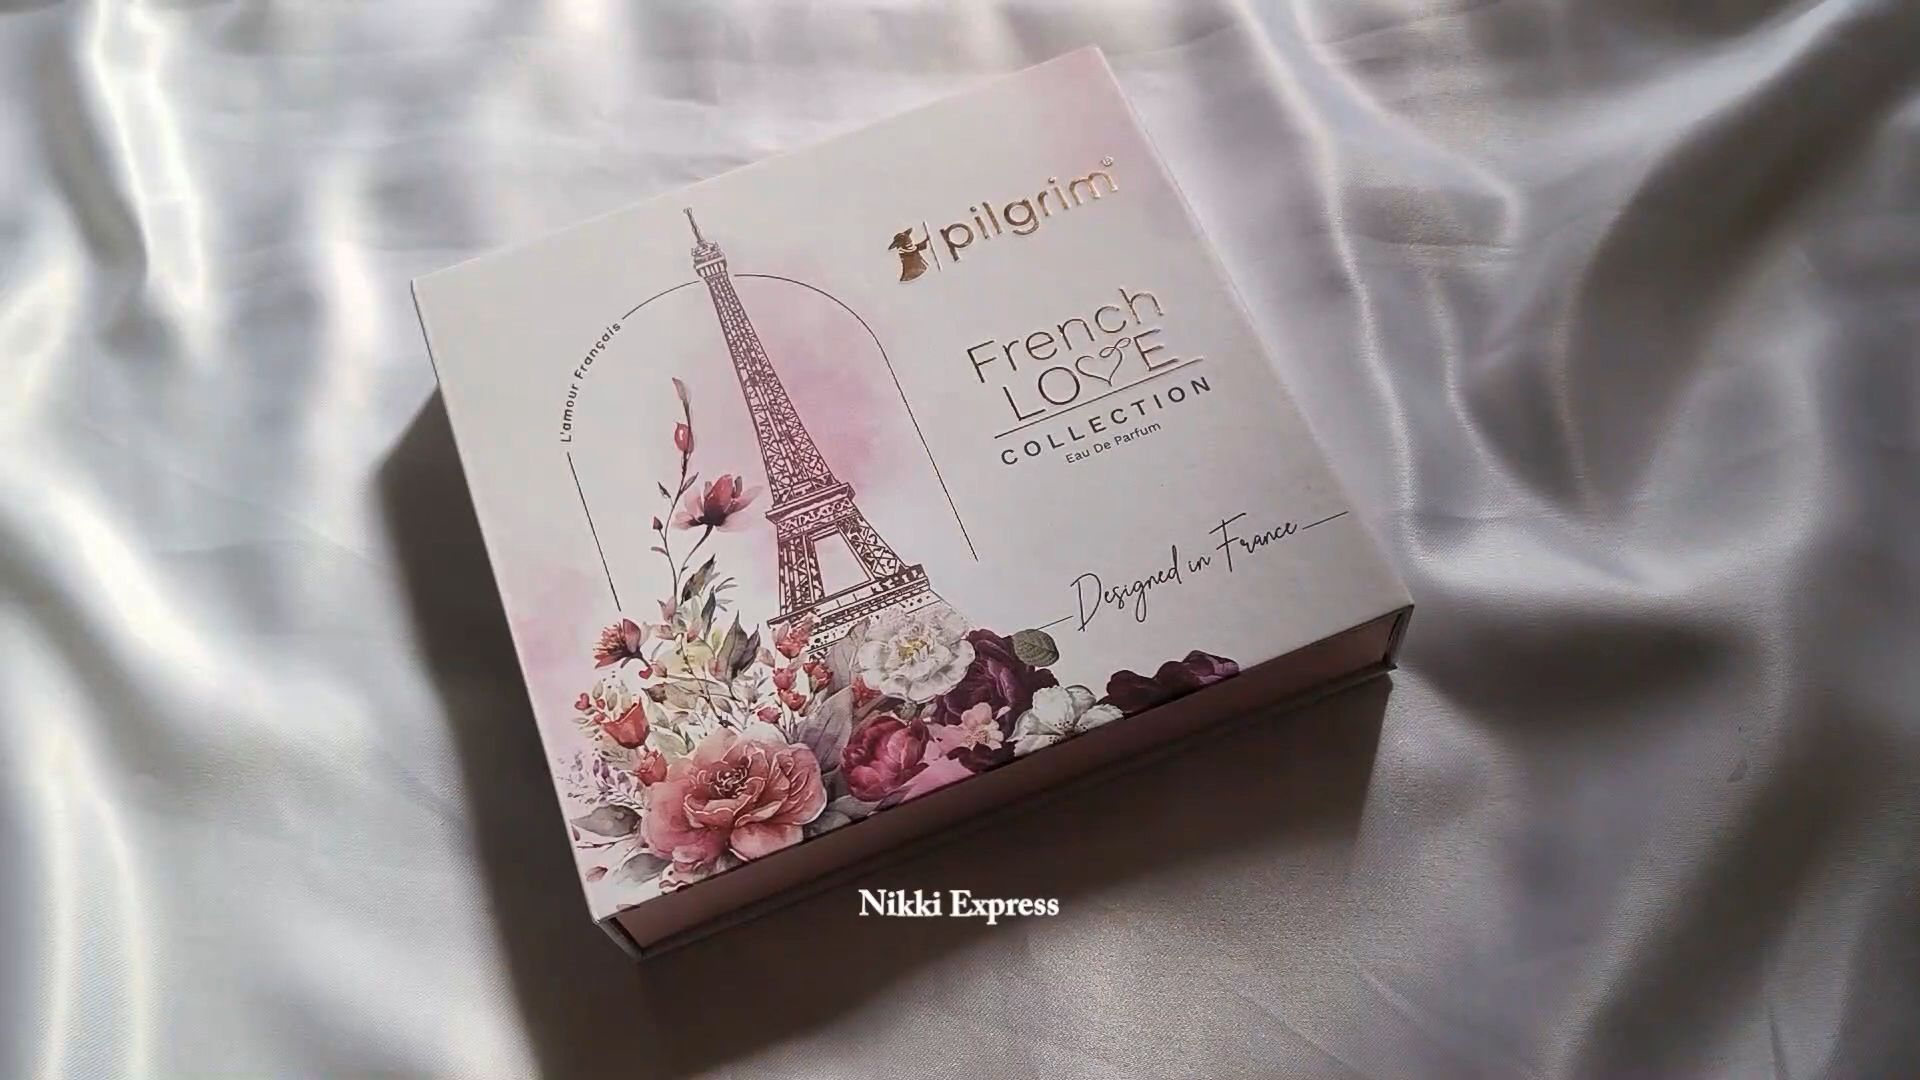 pilgrim®
L'amour Français
French
LOVE
COLLECTION
Eau De Parfum
Designed in France
Nikki Express